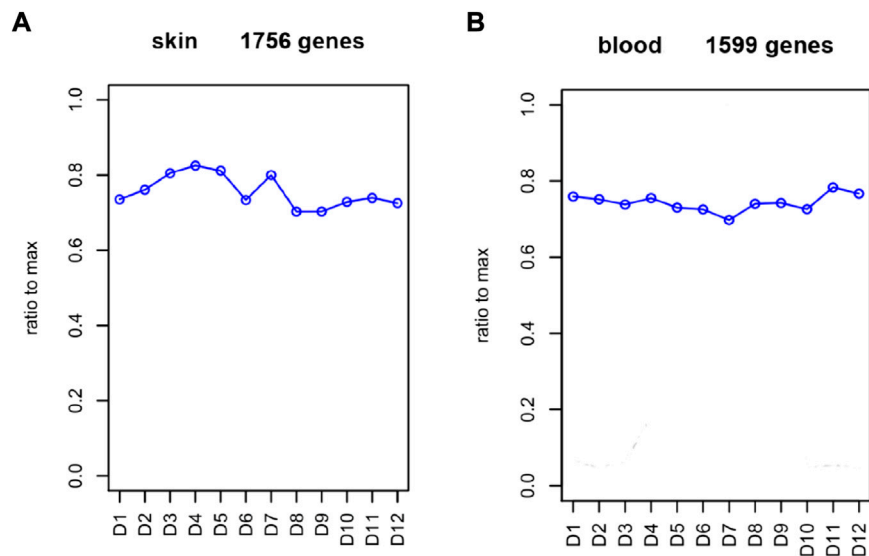 A
skin 1756 genes
ratio to max
1.0
0.8
0.6
0.4
0.2
0.0
D1 D2 D3 D4 D5 D6 D7 D8 D9 D10 D11 D12
B
blood 1599 genes
ratio to max
1.0
0.8
0.6
0.4
0.2
0.0
D1 D2 D3 D4 D5 D6 D7 D8 D9 D10 D11 D12